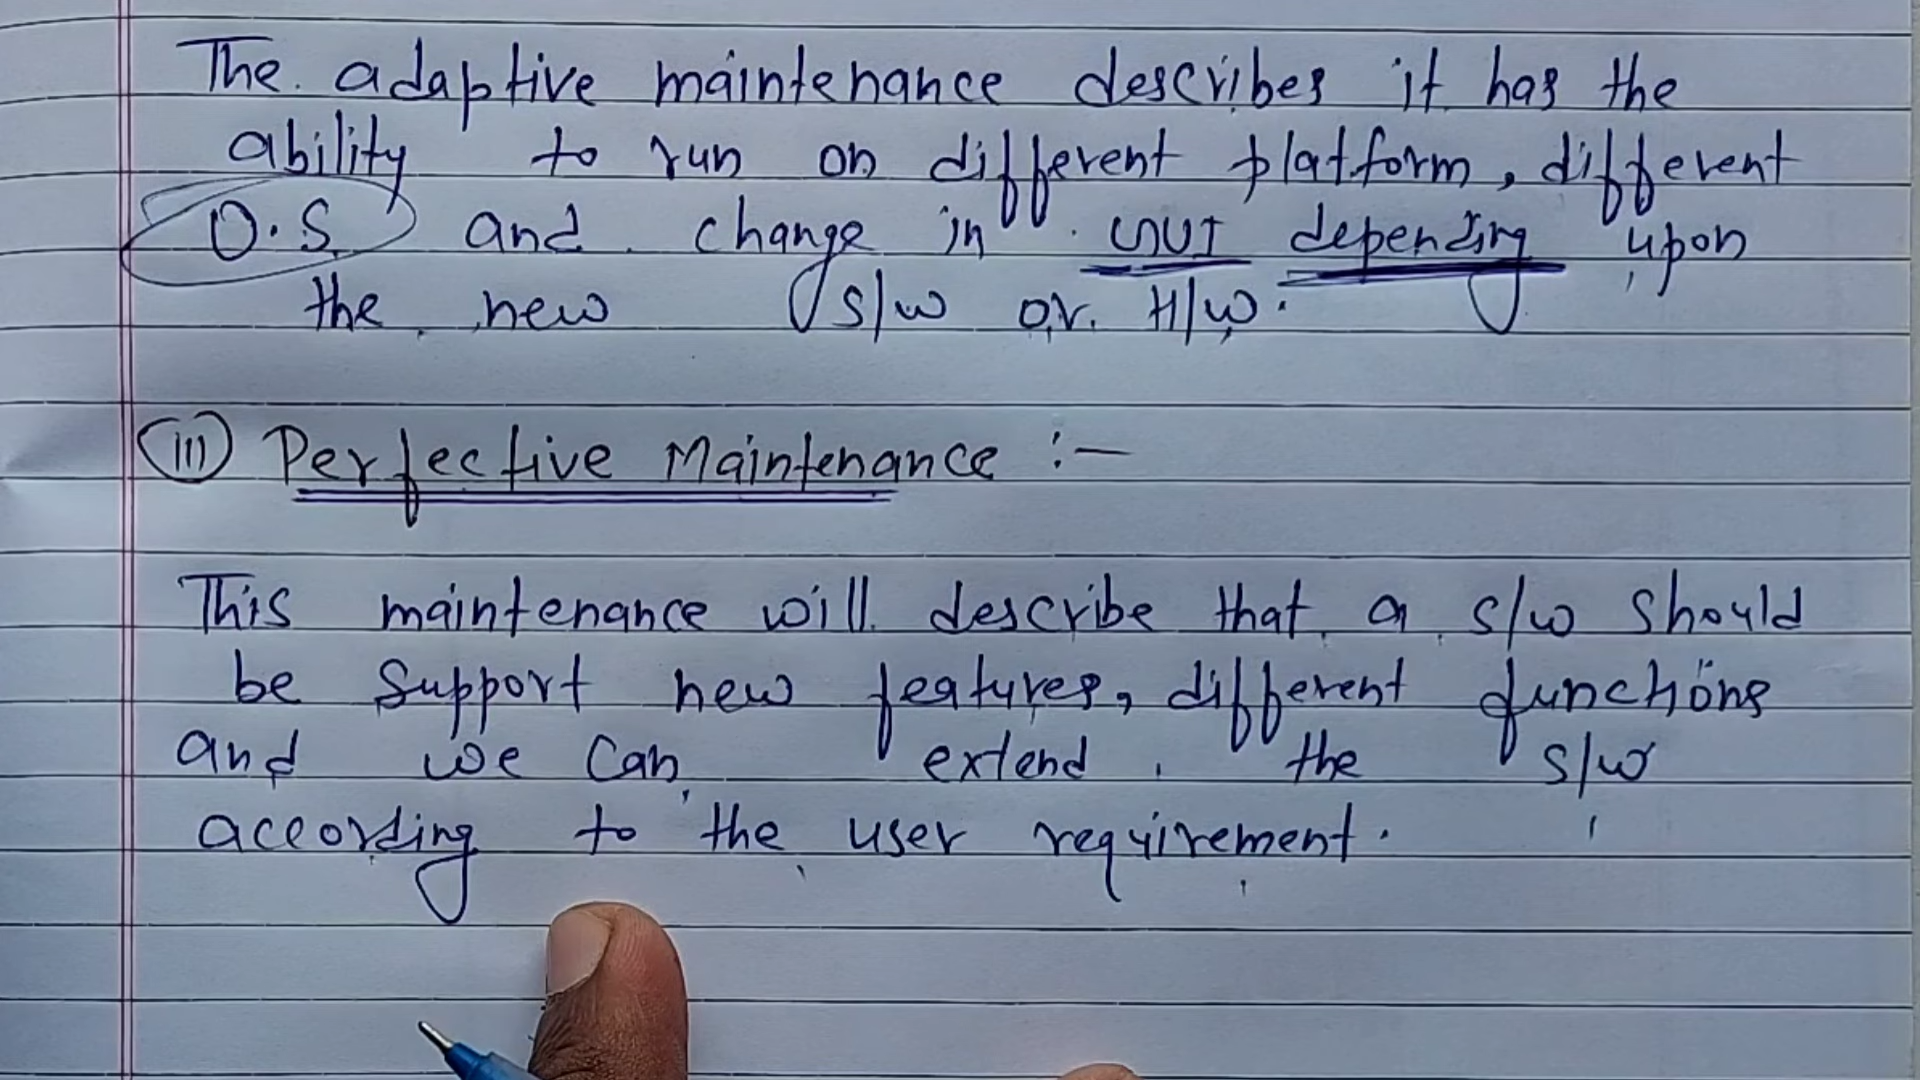 The adaptive maintenance describes it has the
ability to run on different platform, different
O.S and change in GUI depending upon
the new S/w or H/w.
(iii) Perfective Maintenance :-
This maintenance will describe that a s/w should
be support new features, different functions
and we can extend the s/w
according to the user requirement.